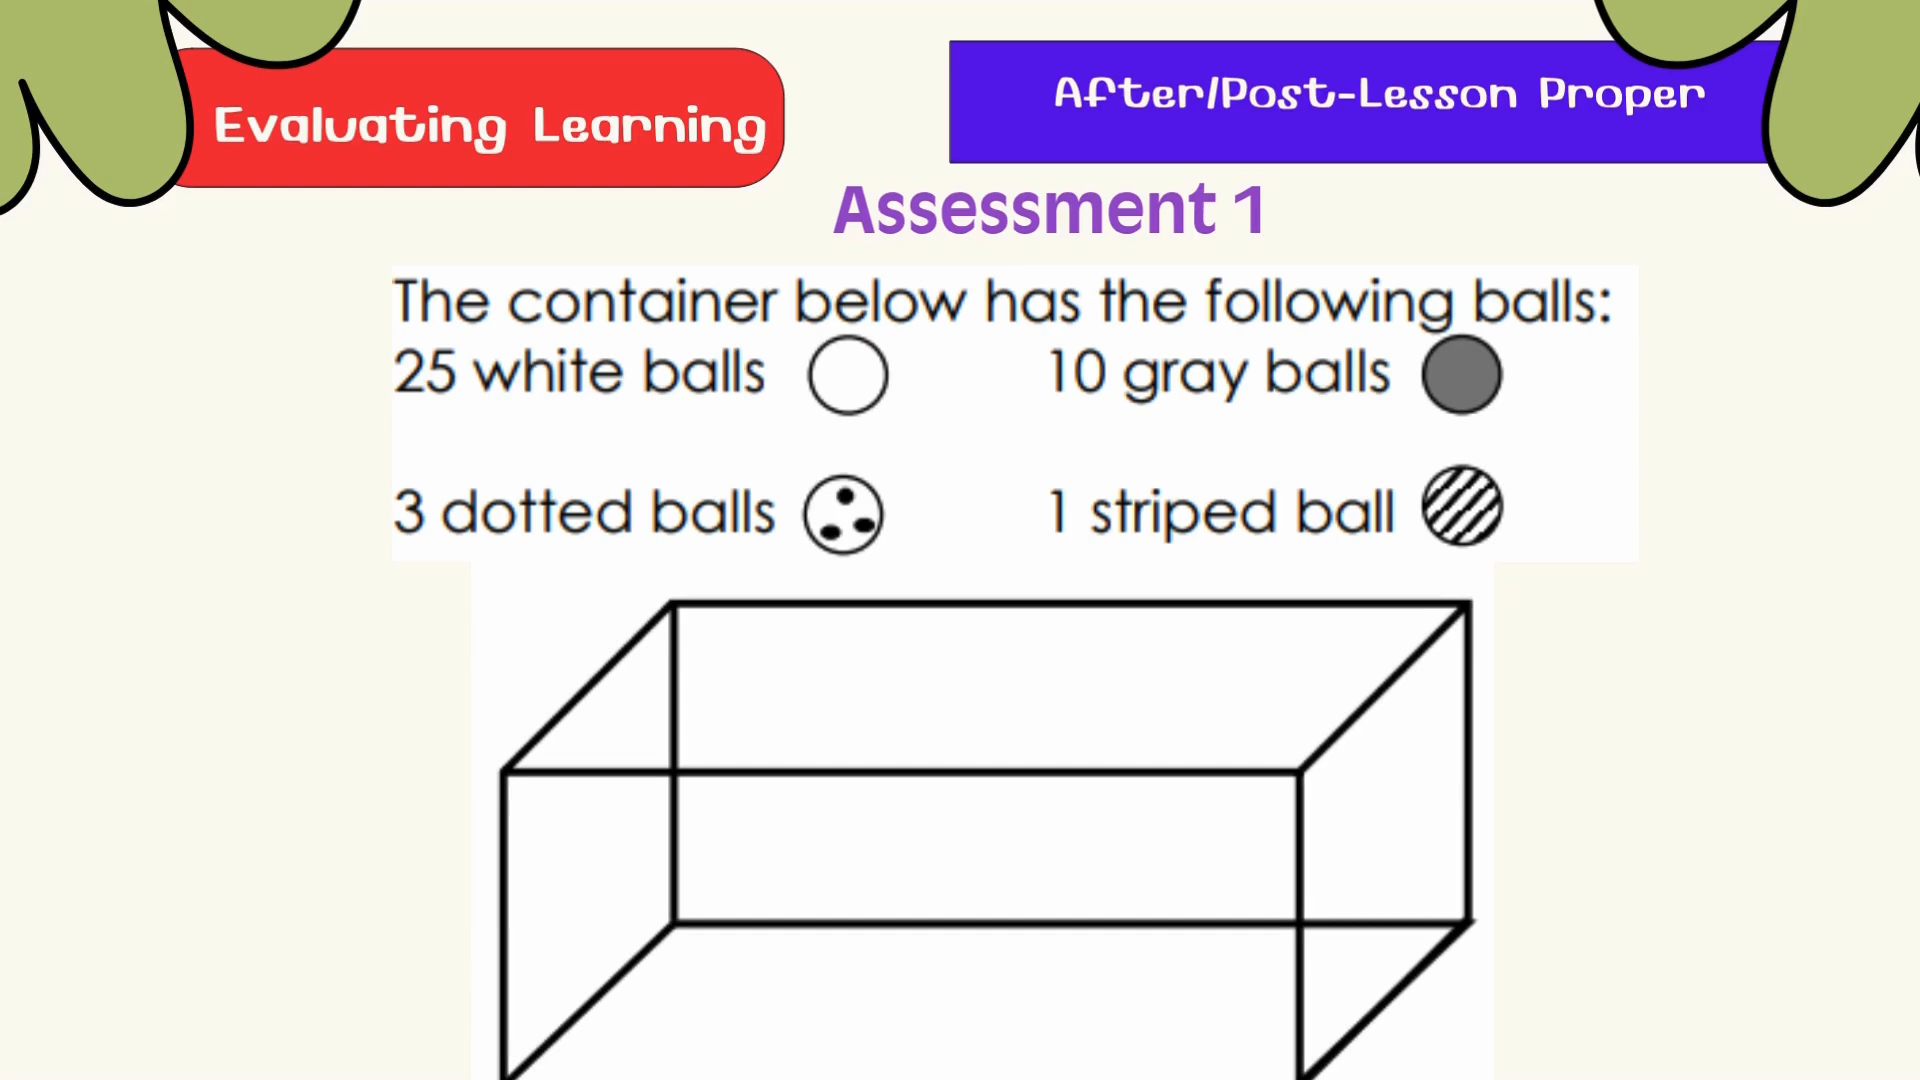 Evaluating Learning
After/Post-Lesson Proper
Assessment 1
The container below has the following balls:
25 white balls
10 gray balls
3 dotted balls
1 striped ball